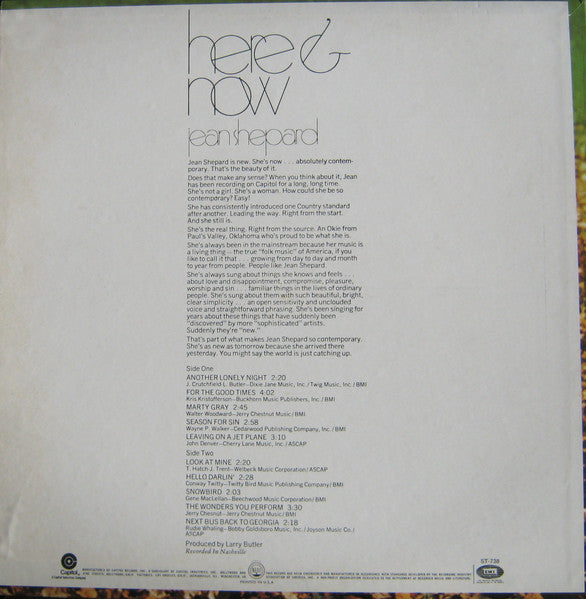 here &
now
jean shepard
Jean Shepard is new. She's now . . . absolutely contem-
porary. That's the beauty of it.
Does that make any sense? When you think about it, Jean
has been recording on Capitol for a long, long time.
She's not a girl. She's a woman. How could she be so
contemporary? Easy!
She has consistently introduced one Country standard
after another. Leading the way. Right from the start.
And she still is.
She's the real thing. Right from the source. An Okie from
Paul's Valley, Oklahoma who's proud to be what she is.
She's always been in the mainstream because her music is
a living thing—the true "folk music" of America, if you
like to call it that . . . growing from day to day and month
to year from people. People like Jean Shepard.
She's always sung about things she knows and feels . . .
about love and disappointment, compromise, pleasure,
worship and sin . . . familiar things in the lives of ordinary
people. She's sung about them with such beautiful, bright,
clear simplicity . . . an open sensitivity and unclouded
voice and straightforward phrasing. She's been singing for
years about these things that have suddenly been
"discovered" by more "sophisticated" artists.
Suddenly they're "new."
That's part of what makes Jean Shepard so contemporary.
She's as new as tomorrow because she arrived there
yesterday. You might say the world is just catching up.
Side One
ANOTHER LONELY NIGHT 2:20
J. Crutchfield-L. Butler—Dixie Jane Music, Inc./Twig Music, Inc./BMI
FOR THE GOOD TIMES 4:02
Kris Kristofferson—Buckhorn Music Publishers, Inc./BMI
MARTY GRAY 2:45
Walter Woodward—Jerry Chestnut Music/BMI
SEASON FOR SIN 2:58
Wayne P. Walker—Cedarwood Publishing Company, Inc./BMI
LEAVING ON A JET PLANE 3:10
John Denver—Cherry Lane Music, Inc./ASCAP
Side Two
LOOK AT MINE 2:20
T. Hatch-J. Trent—Welbeck Music Corporation/ASCAP
HELLO DARLIN' 2:28
Conway Twitty—Twitty Bird Music Publishing Company/BMI
SNOWBIRD 2:03
Gene MacLellan—Beechwood Music Corporation/BMI
THE WONDERS YOU PERFORM 3:30
Jerry Chesnut—Jerry Chesnut Music/BMI
NEXT BUS BACK TO GEORGIA 2:18
Rudie Whaling—Bobby Goldsboro Music, Inc./Joyson Music Co./
ASCAP
Produced by Larry Butler
Recorded In Nashville
ST-738
Capitol
EMI
PRINTED IN U.S.A.